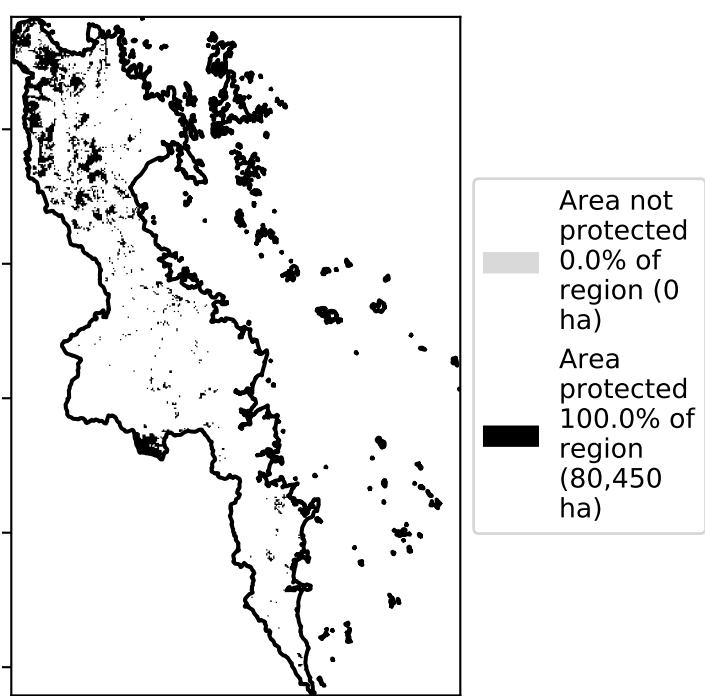 Area not
protected
0.0% of
region (0
ha)
Area
protected
100.0% of
region
(80,450
ha)